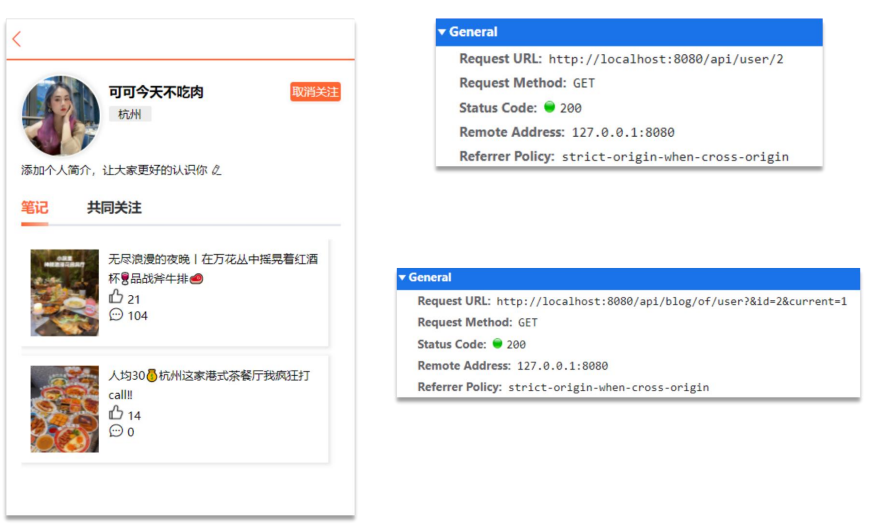 可可今天不吃肉
取消关注
杭州
添加个人简介，让大家更好的认识你
笔记
共同关注
无尽浪漫的夜晚丨在万花丛中摇晃着红酒
杯🍷品战斧牛排🥩
21
104
人均30💰杭州这家港式茶餐厅我疯狂打
call‼
14
0
General
Request URL: http://localhost:8080/api/user/2
Request Method: GET
Status Code: 200
Remote Address: 127.0.0.1:8080
Referrer Policy: strict-origin-when-cross-origin
General
Request URL: http://localhost:8080/api/blog/of/user?&id=2&current=1
Request Method: GET
Status Code: 200
Remote Address: 127.0.0.1:8080
Referrer Policy: strict-origin-when-cross-origin